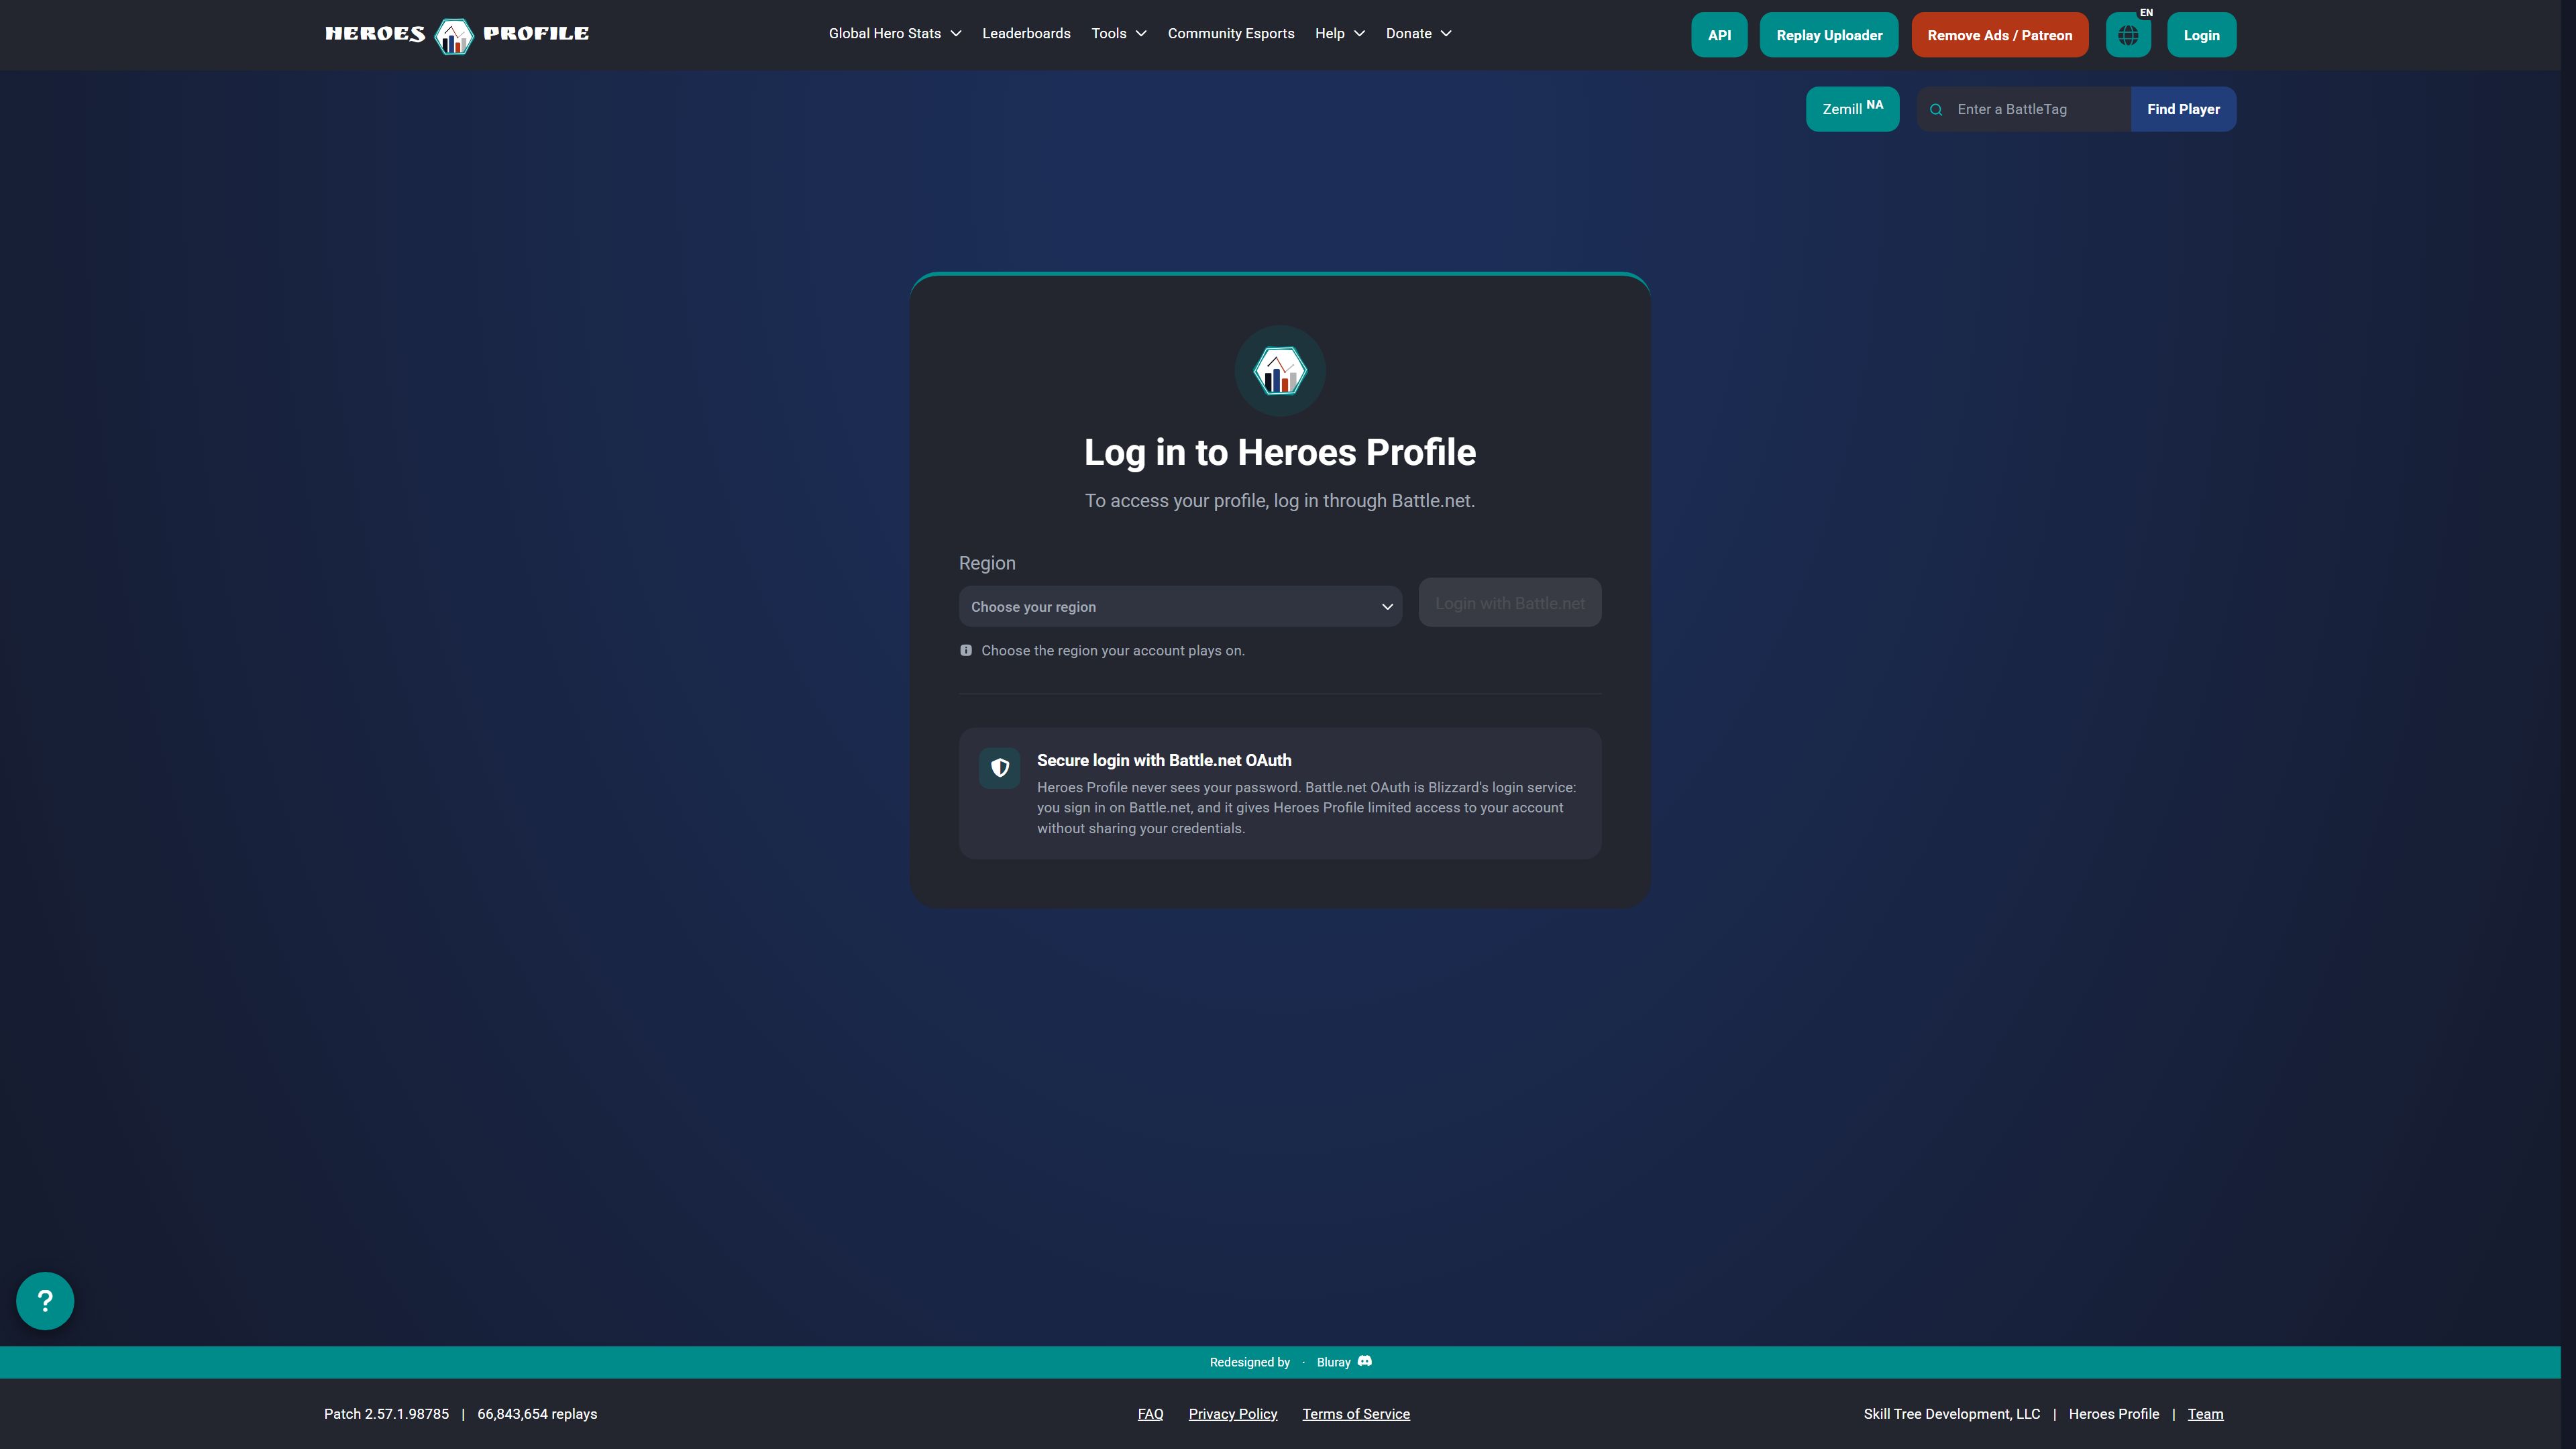 HEROES PROFILE
Global Hero Stats
Leaderboards
Tools
Community Esports
Help
Donate
API
Replay Uploader
Remove Ads / Patreon
EN
Login
Zemill NA
Enter a BattleTag
Find Player
Log in to Heroes Profile
To access your profile, log in through Battle.net.
Region
Choose your region
Login with Battle.net
Choose the region your account plays on.
Secure login with Battle.net OAuth
Heroes Profile never sees your password. Battle.net OAuth is Blizzard's login service:
you sign in on Battle.net, and it gives Heroes Profile limited access to your account
without sharing your credentials.
?
Redesigned by · Bluray
Patch 2.57.1.98785 | 66,843,654 replays
FAQ
Privacy Policy
Terms of Service
Skill Tree Development, LLC | Heroes Profile | Team